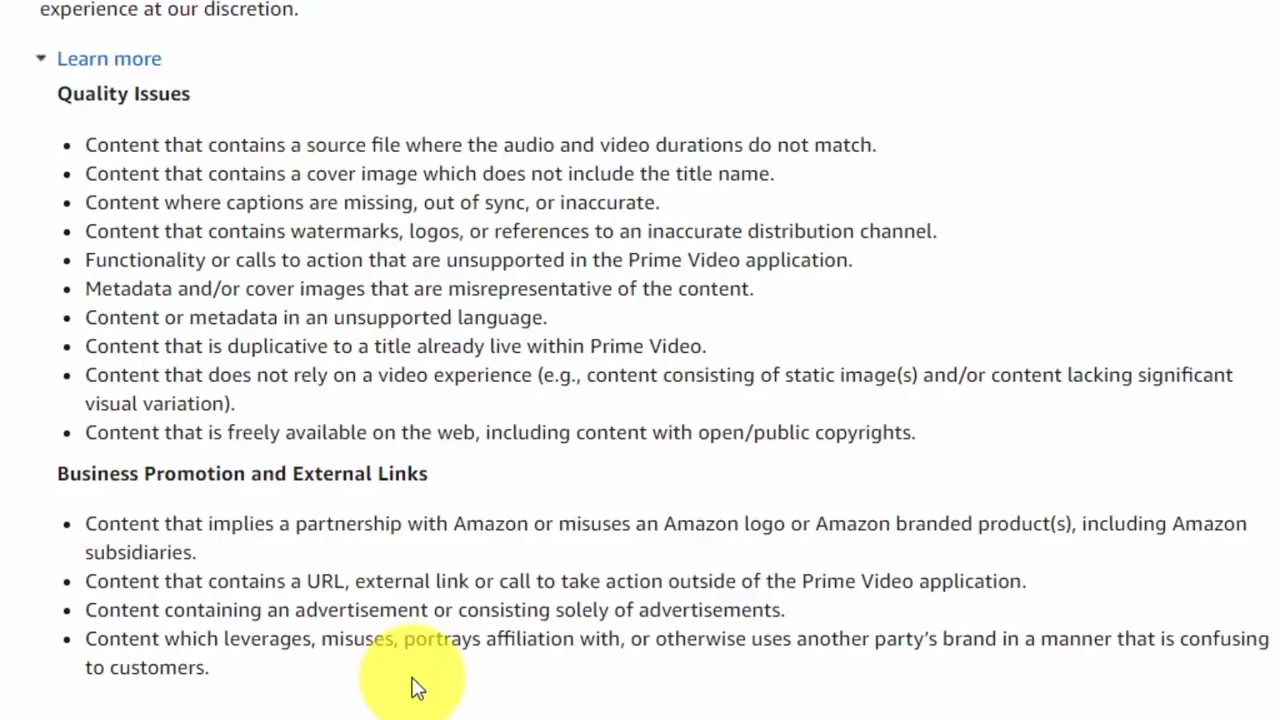 experience at our discretion.
Learn more
Quality Issues
Content that contains a source file where the audio and video durations do not match.
Content that contains a cover image which does not include the title name.
Content where captions are missing, out of sync, or inaccurate.
Content that contains watermarks, logos, or references to an inaccurate distribution channel.
Functionality or calls to action that are unsupported in the Prime Video application.
Metadata and/or cover images that are misrepresentative of the content.
Content or metadata in an unsupported language.
Content that is duplicative to a title already live within Prime Video.
Content that does not rely on a video experience (e.g., content consisting of static image(s) and/or content lacking significant
visual variation).
Content that is freely available on the web, including content with open/public copyrights.
Business Promotion and External Links
Content that implies a partnership with Amazon or misuses an Amazon logo or Amazon branded product(s), including Amazon
subsidiaries.
Content that contains a URL, external link or call to take action outside of the Prime Video application.
Content containing an advertisement or consisting solely of advertisements.
Content which leverages, misuses, portrays affiliation with, or otherwise uses another party’s brand in a manner that is confusing
to customers.